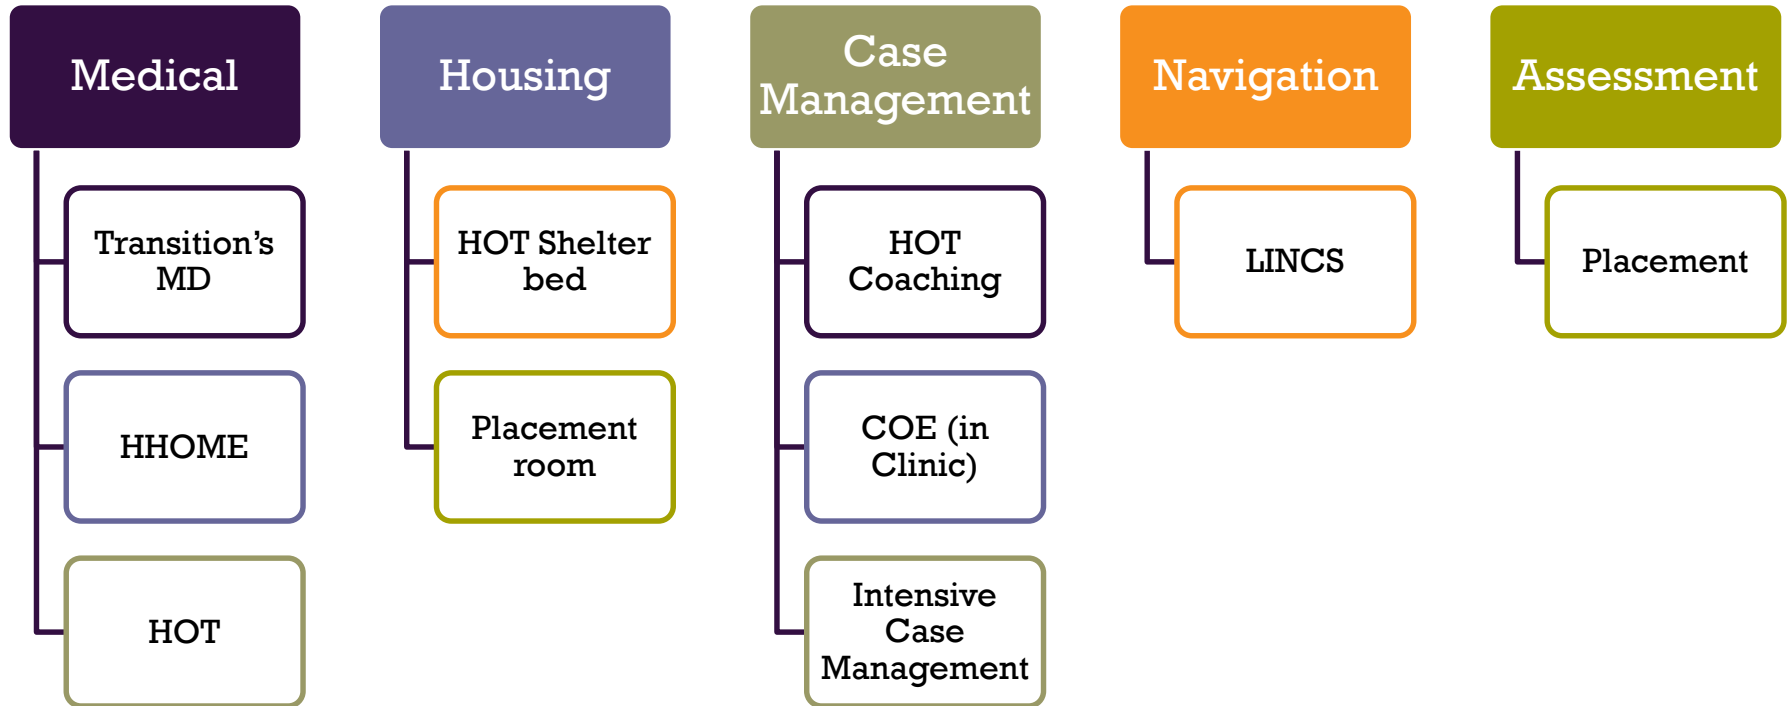 Medical
Transition’s
MD
HHOME
HOT
Housing
HOT Shelter
bed
Placement
room
Case
Management
HOT
Coaching
COE (in
Clinic)
Intensive
Case
Management
Navigation
LINCS
Assessment
Placement